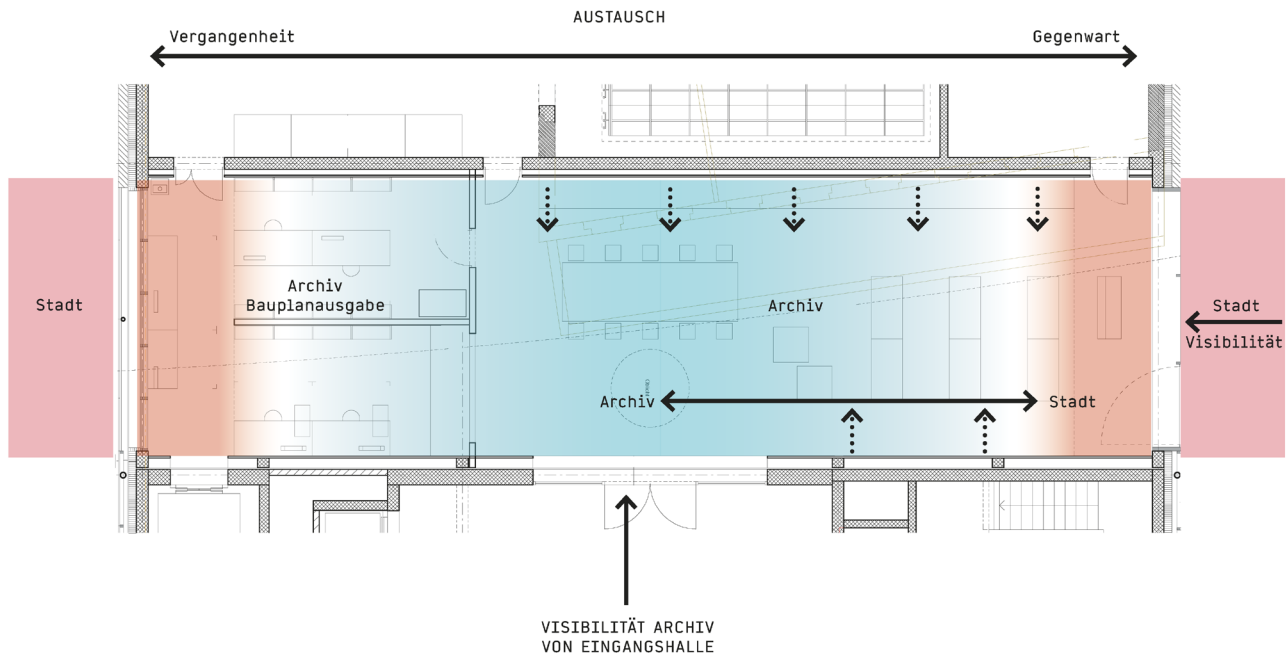 AUSTAUSCH
Vergangenheit
Gegenwart
Archiv
Bauplanausgabe
Stadt
Archiv
Stadt
Visibilität
Archiv
Stadt
VISIBILITÄT ARCHIV
VON EINGANGSHALLE